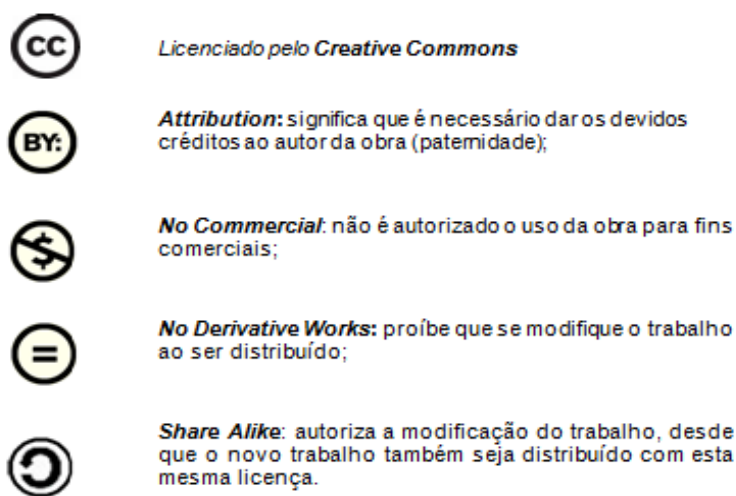 CC
Licenciado pelo Creative Commons
BY:
Attribution: significa que é necessário dar os devidos
créditos ao autor da obra (paternidade);
$
No Commercial: não é autorizado o uso da obra para fins
comerciais;
=
No Derivative Works: proíbe que se modifique o trabalho
ao ser distribuído;
Share Alike: autoriza a modificação do trabalho, desde
que o novo trabalho também seja distribuído com esta
mesma licença.